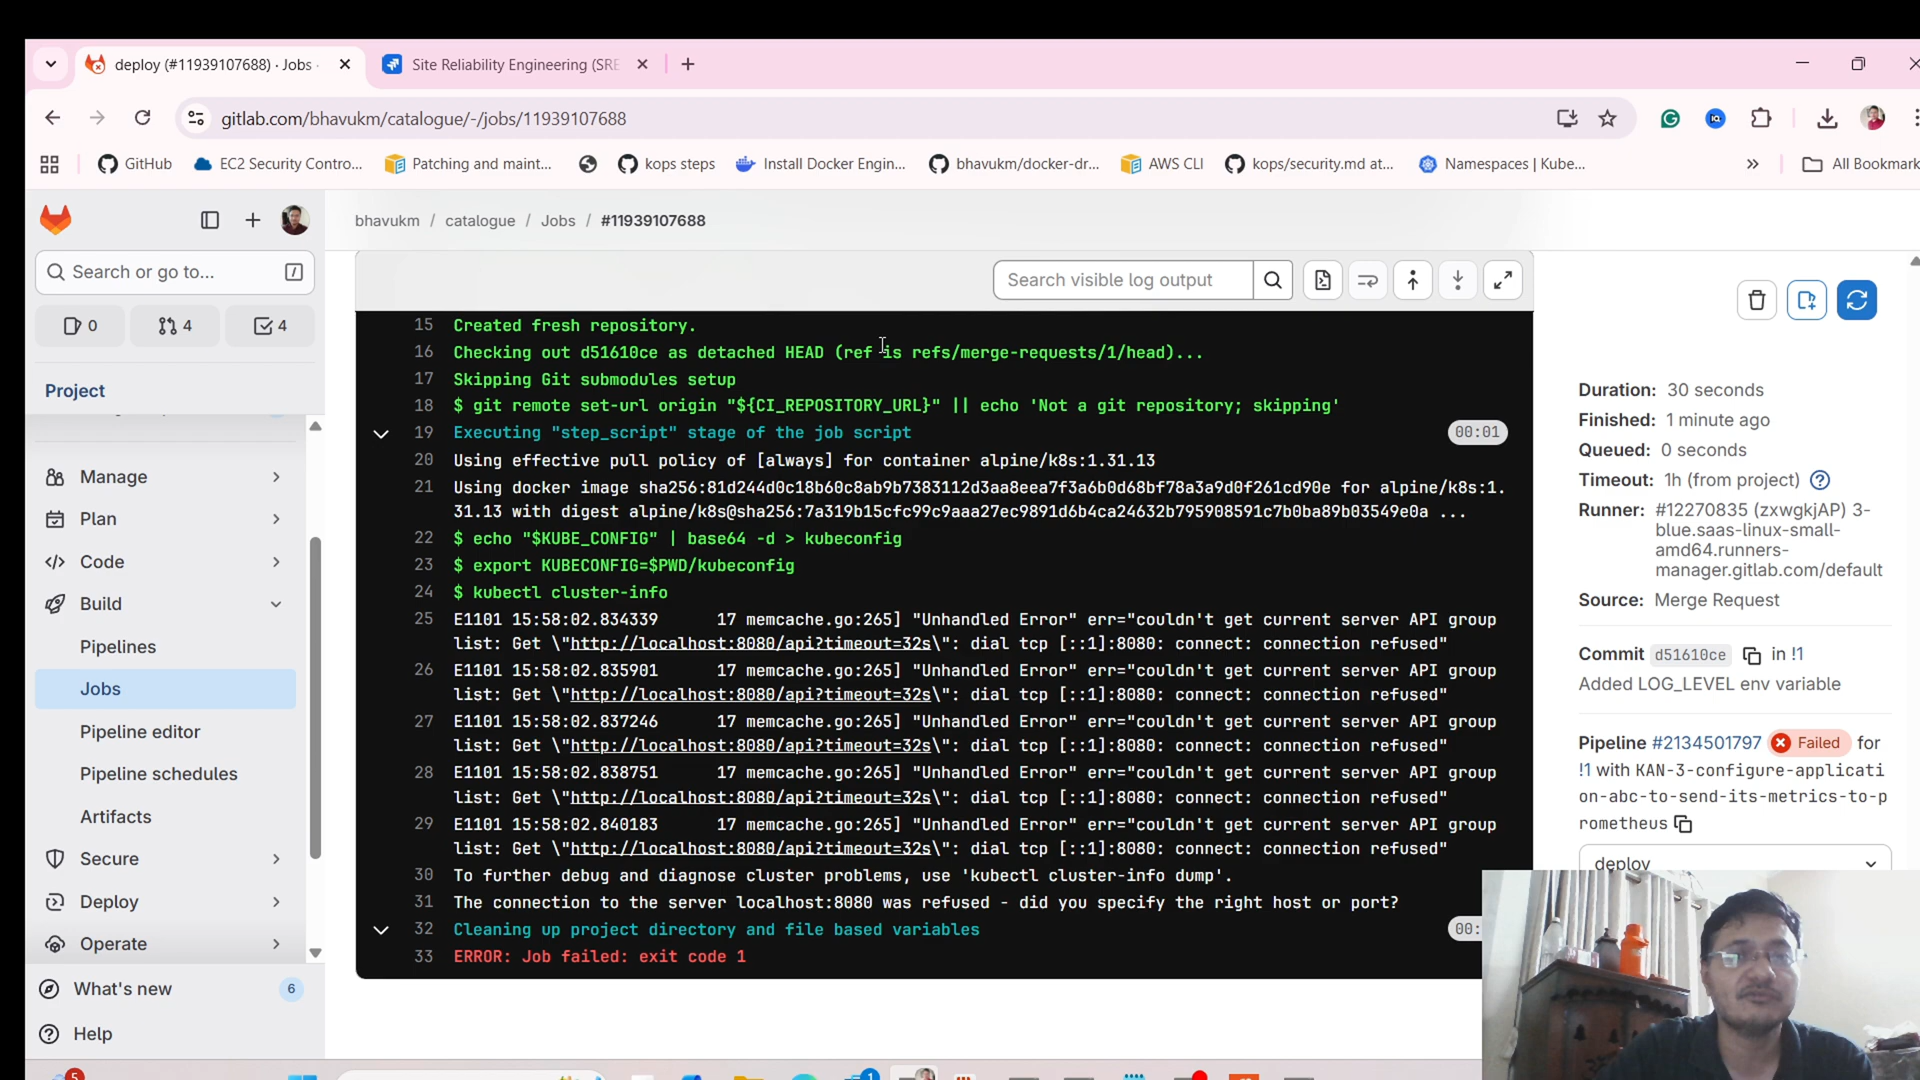 deploy (#11939107688) · Jobs ·
Site Reliability Engineering (SRE
gitlab.com/bhavukm/catalogue/-/jobs/11939107688
GitHub
EC2 Security Contro...
Patching and maint...
kops steps
Install Docker Engin...
bhavukm/docker-dr...
AWS CLI
kops/security.md at...
Namespaces | Kube...
All Bookmark
bhavukm / catalogue / Jobs / #11939107688
Search or go to...
/
0
4
4
Project
Manage
Plan
Code
Build
Pipelines
Jobs
Pipeline editor
Pipeline schedules
Artifacts
Secure
Deploy
Operate
What's new
6
Help
Search visible log output
15 Created fresh repository.
16 Checking out d51610ce as detached HEAD (ref is refs/merge-requests/1/head)...
17 Skipping Git submodules setup
18 $ git remote set-url origin "${CI_REPOSITORY_URL}" || echo 'Not a git repository; skipping'
19 Executing "step_script" stage of the job script
00:01
20 Using effective pull policy of [always] for container alpine/k8s:1.31.13
21 Using docker image sha256:81d244d0c18b60c8ab9b7383112d3aa8eea7f3a6b0d68bf78a3a9d0f261cd90e for alpine/k8s:1.
31.13 with digest alpine/k8s@sha256:7a319b15cfc99c9aaa27ec9891d6b4ca24632b795908591c7b0ba89b03549e0a ...
22 $ echo "$KUBE_CONFIG" | base64 -d > kubeconfig
23 $ export KUBECONFIG=$PWD/kubeconfig
24 $ kubectl cluster-info
25 E1101 15:58:02.834339 17 memcache.go:265] "Unhandled Error" err="couldn't get current server API group
list: Get \"http://localhost:8080/api?timeout=32s\": dial tcp [::1]:8080: connect: connection refused"
26 E1101 15:58:02.835901 17 memcache.go:265] "Unhandled Error" err="couldn't get current server API group
list: Get \"http://localhost:8080/api?timeout=32s\": dial tcp [::1]:8080: connect: connection refused"
27 E1101 15:58:02.837246 17 memcache.go:265] "Unhandled Error" err="couldn't get current server API group
list: Get \"http://localhost:8080/api?timeout=32s\": dial tcp [::1]:8080: connect: connection refused"
28 E1101 15:58:02.838751 17 memcache.go:265] "Unhandled Error" err="couldn't get current server API group
list: Get \"http://localhost:8080/api?timeout=32s\": dial tcp [::1]:8080: connect: connection refused"
29 E1101 15:58:02.840183 17 memcache.go:265] "Unhandled Error" err="couldn't get current server API group
list: Get \"http://localhost:8080/api?timeout=32s\": dial tcp [::1]:8080: connect: connection refused"
30 To further debug and diagnose cluster problems, use 'kubectl cluster-info dump'.
31 The connection to the server localhost:8080 was refused - did you specify the right host or port?
32 Cleaning up project directory and file based variables
00:
33 ERROR: Job failed: exit code 1
Duration: 30 seconds
Finished: 1 minute ago
Queued: 0 seconds
Timeout: 1h (from project)
Runner: #12270835 (zxwgkjAP) 3-
blue.saas-linux-small-
amd64.runners-
manager.gitlab.com/default
Source: Merge Request
Commit d51610ce in !1
Added LOG_LEVEL env variable
Pipeline #2134501797 Failed for
!1 with KAN-3-configure-applicati
on-abc-to-send-its-metrics-to-p
rometheus
deploy
5
1